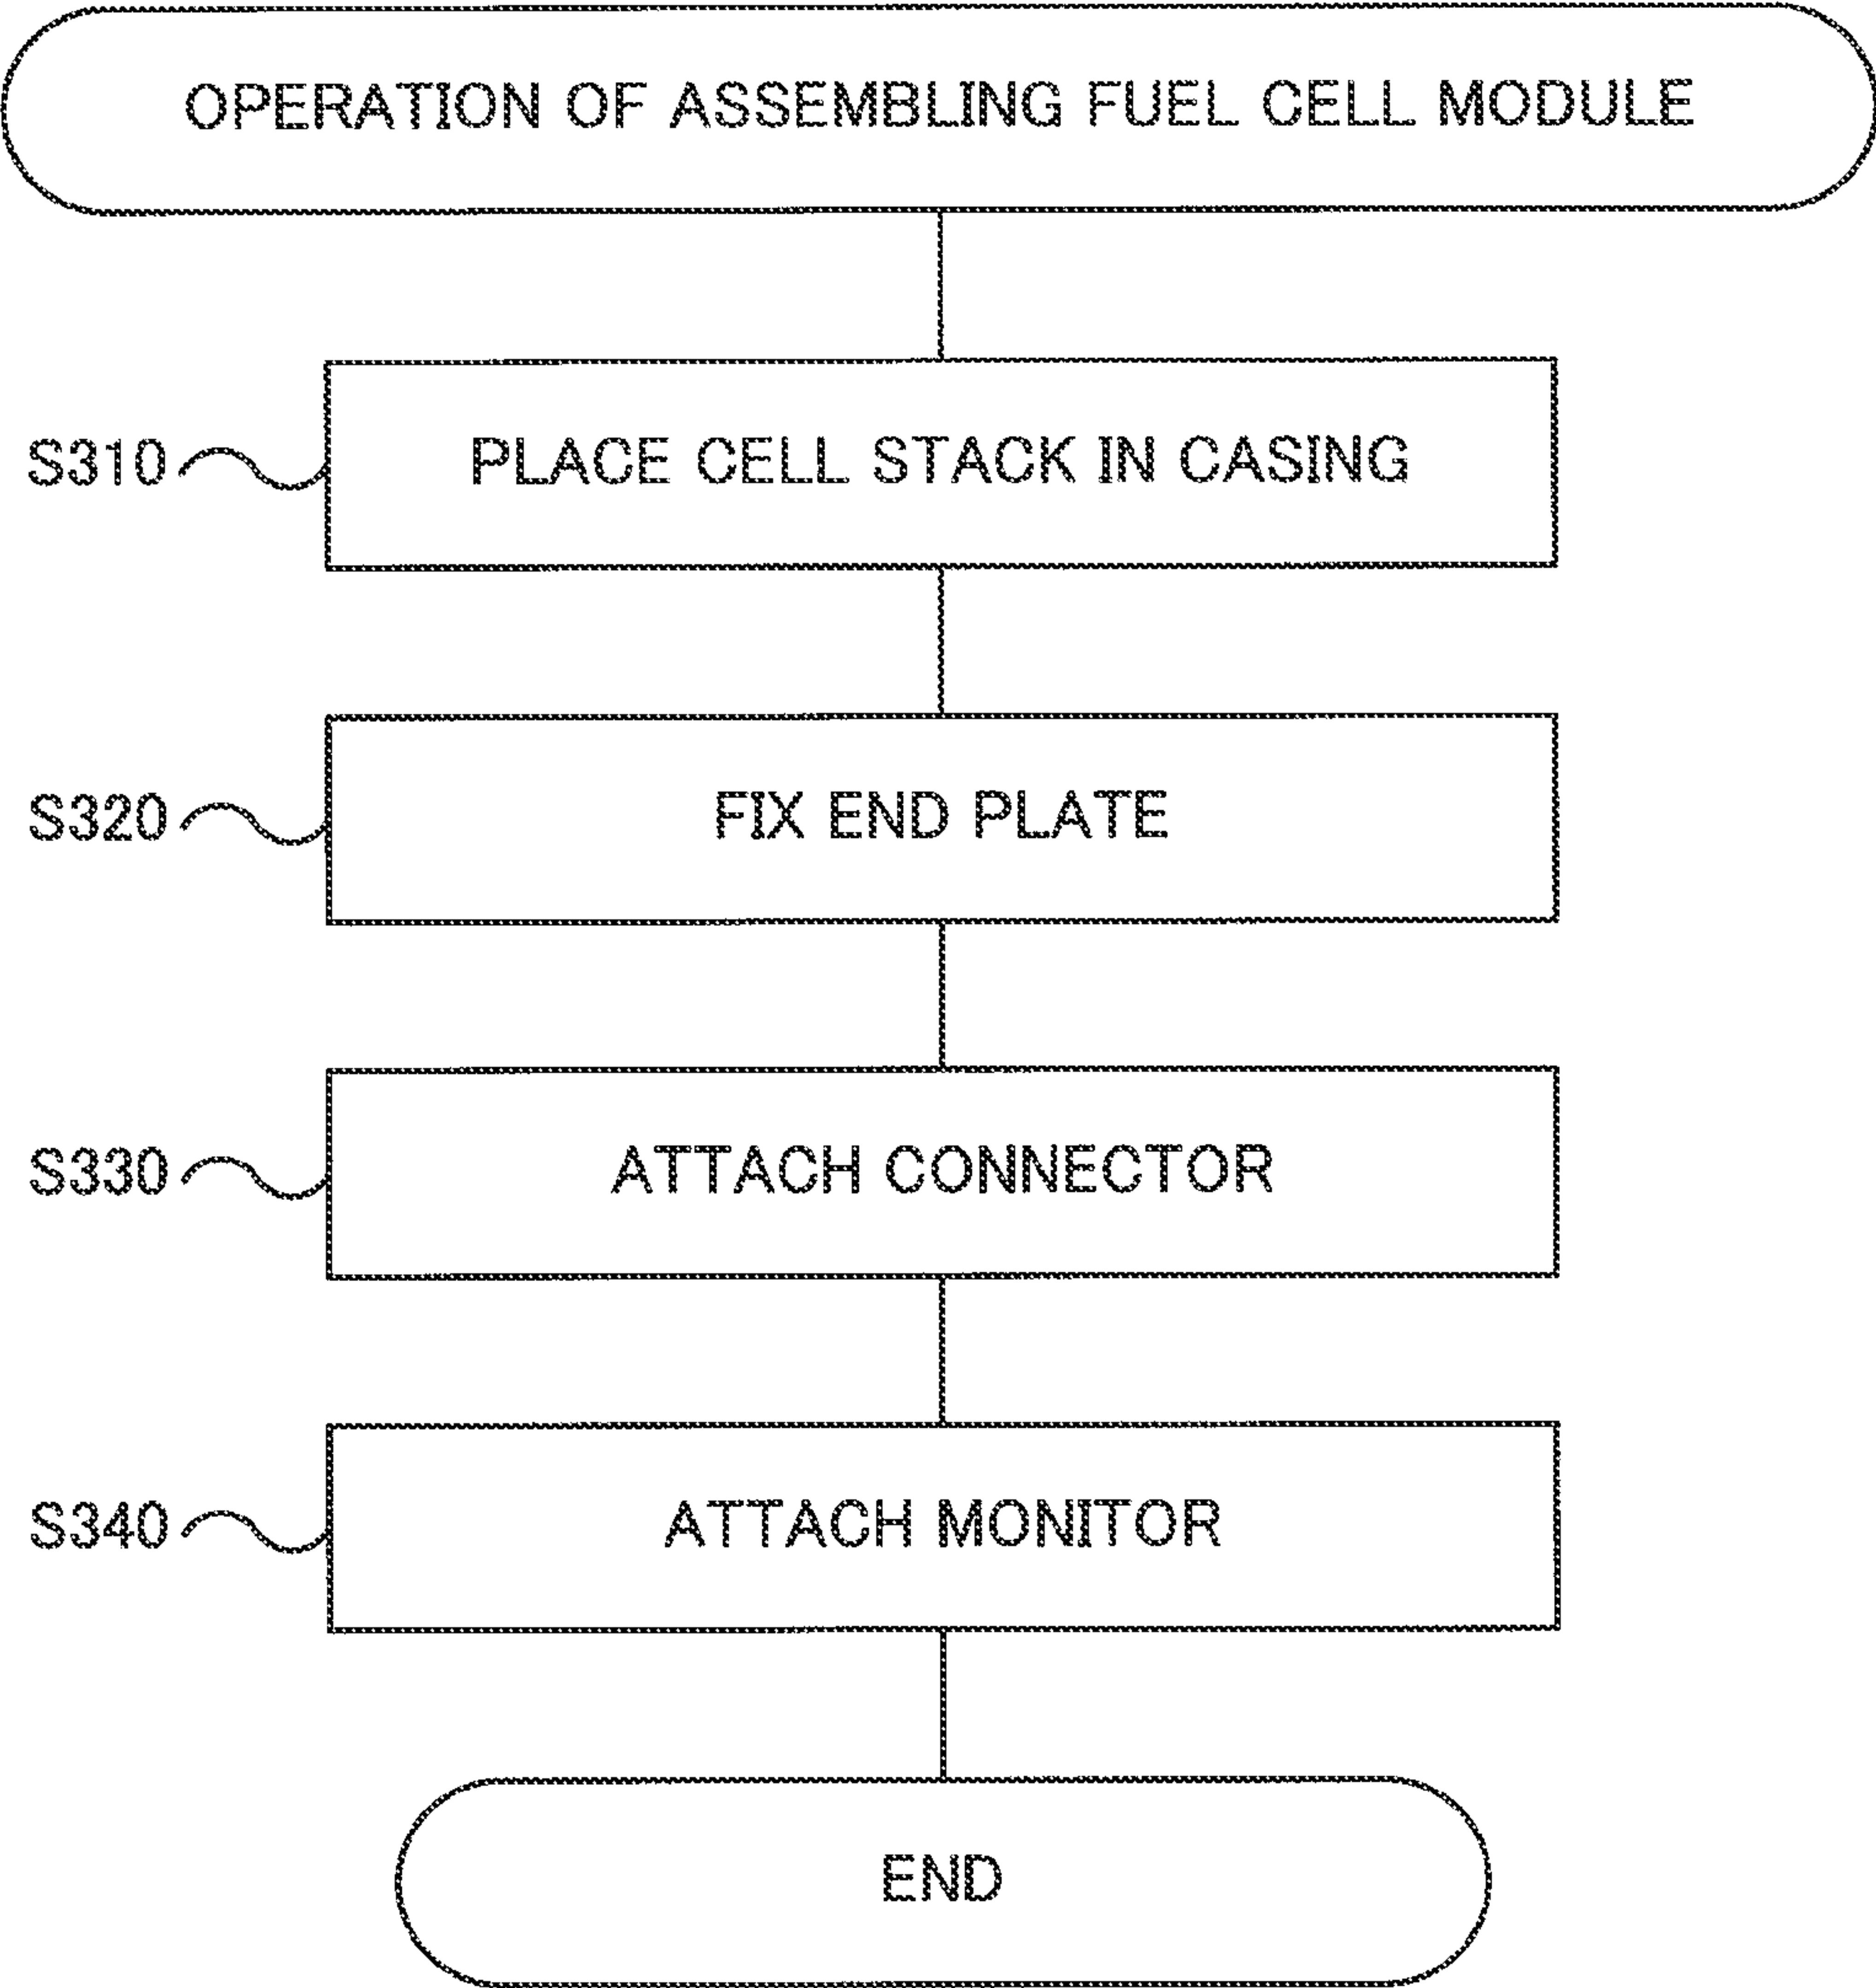 OPERATION OF ASSEMBLING FUEL CELL MODULE
S310 PLACE CELL STACK IN CASING
S320 FIX END PLATE
S330 ATTACH CONNECTOR
S340 ATTACH MONITOR
END